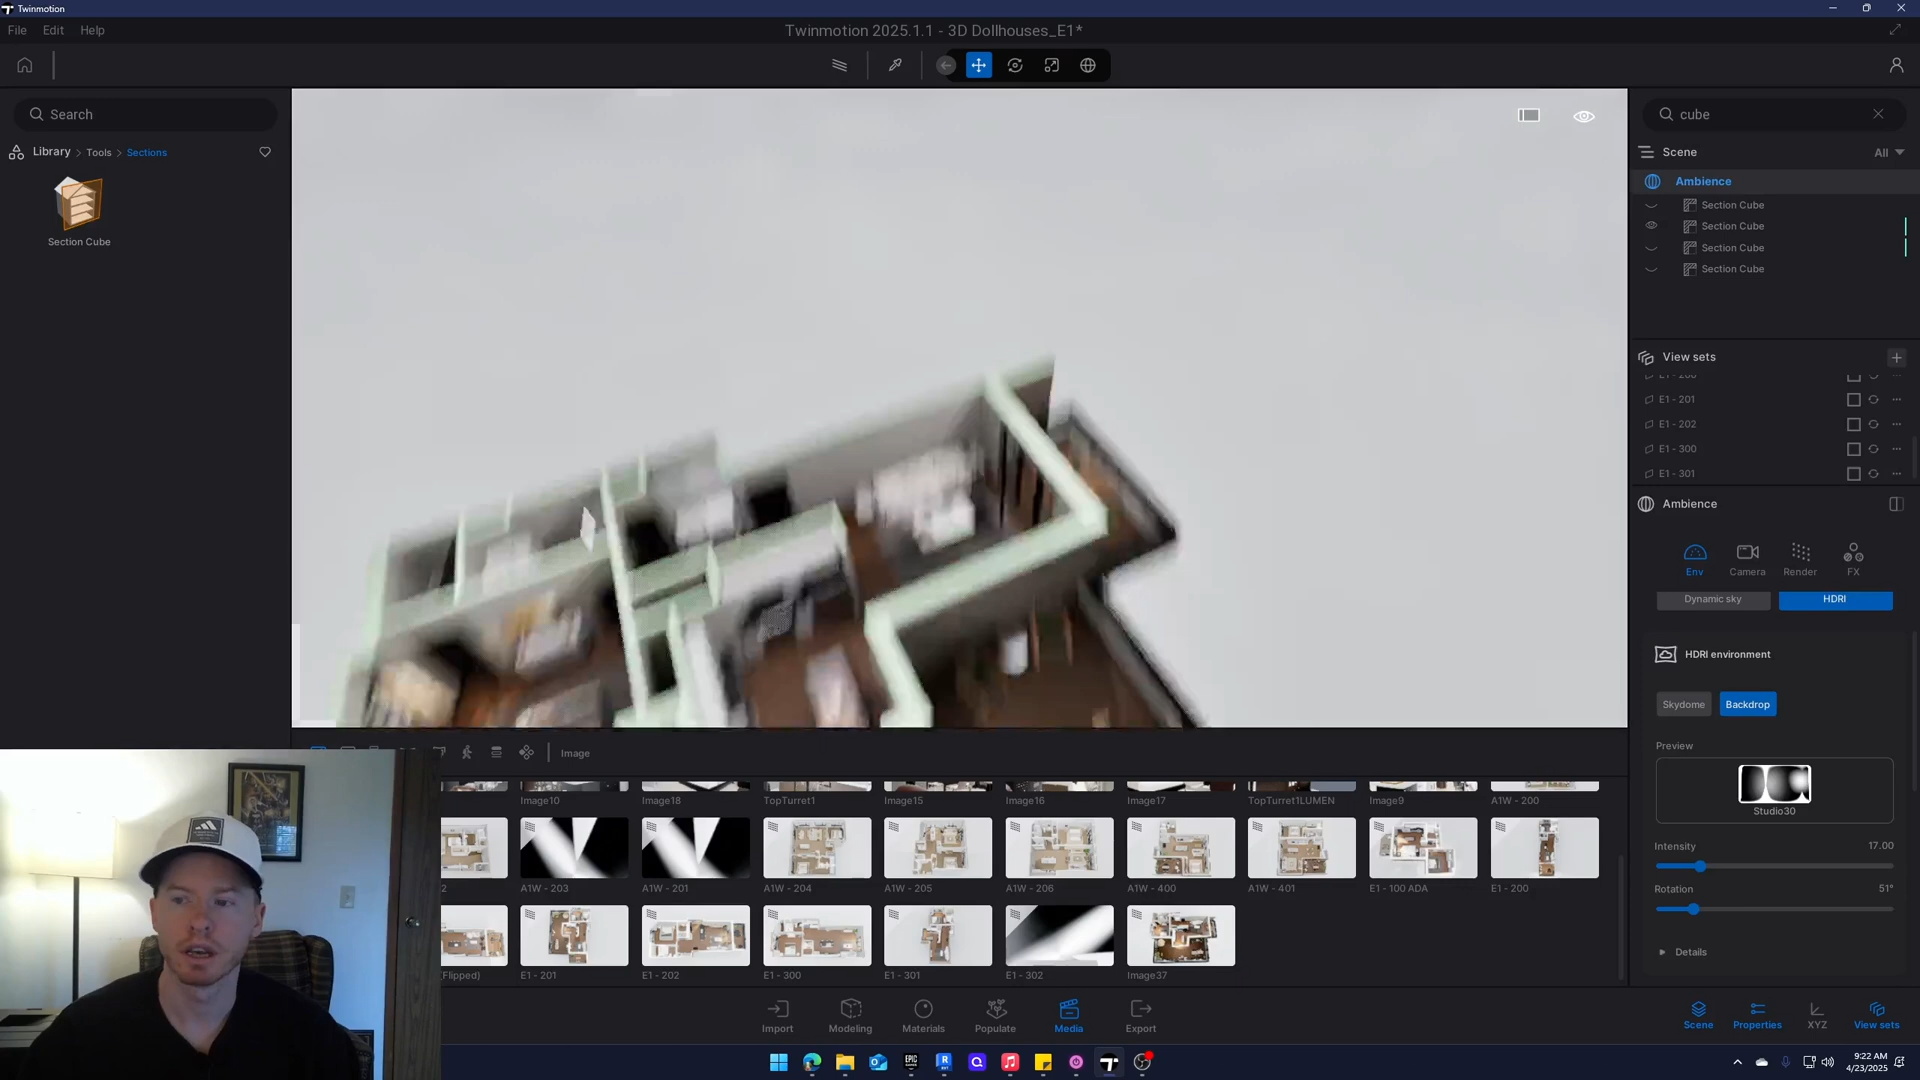 Twinmotion
File Edit Help
Twinmotion 2025.1.1 - 3D Dollhouses_E1*
Search
Library > Tools > Sections
Section Cube
cube
Scene
All
Ambience
Section Cube
Section Cube
Section Cube
Section Cube
View sets
E1 - 200
E1 - 201
E1 - 202
E1 - 300
E1 - 301
Ambience
Env Camera Render FX
Dynamic sky HDRI
HDRI environment
Skydome Backdrop
Preview
Studio30
Intensity 17.00
Rotation 51°
Details
Image
Image10 Image18 TopTurret1 Image15 Image16 Image17 TopTurret1LUMEN Image9 A1W - 200
2 A1W - 203 A1W - 201 A1W - 204 A1W - 205 A1W - 206 A1W - 400 A1W - 401 E1 - 100 ADA E1 - 200
(Flipped) E1 - 201 E1 - 202 E1 - 300 E1 - 301 E1 - 302 Image37
Import Modeling Materials Populate Media Export
Scene Properties XYZ View sets
9:22 AM
4/23/2025